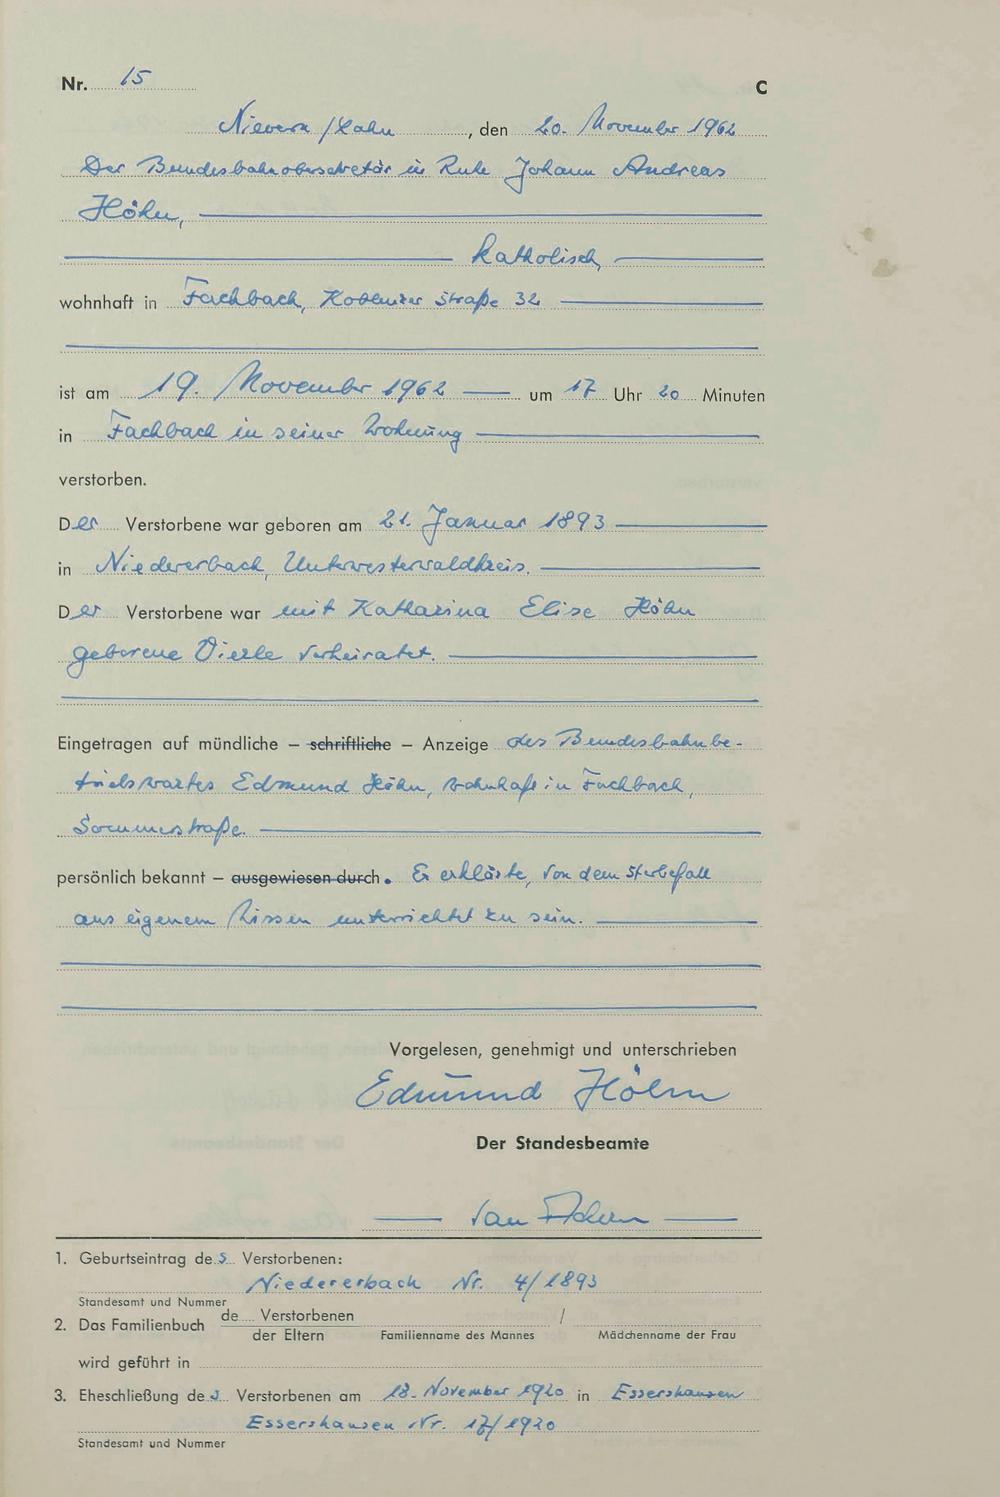 Nr. 15 C
Nievern/Lahn, den 20. November 1962
Der Bundesbahnobersekretär in Ruhe Johann Andreas
Höhn,
katholisch,
wohnhaft in Fachbach, Koblenzer Straße 32
ist am 19. November 1962 um 17 Uhr 20 Minuten
in Fachbach in seiner Wohnung
verstorben.
Der Verstorbene war geboren am 21. Januar 1893
in Niedererbach, Unterwesterwaldkreis.
Der Verstorbene war mit Katharina Elise Höhn
geborene Dierle verheiratet.
Eingetragen auf mündliche – schriftliche – Anzeige des Bundesbahnbe-
triebswartes Edmund Höhn, wohnhaft in Fachbach,
Sommerstraße.
persönlich bekannt – ausgewiesen durch. Er erklärte, von dem Sterbefall
aus eigenem Wissen unterrichtet zu sein.
Vorgelesen, genehmigt und unterschrieben
Edmund Höhn
Der Standesbeamte
1. Geburtseintrag des Verstorbenen:
Niedererbach Nr. 4/1893
Standesamt und Nummer
2. Das Familienbuch de Verstorbenen /
der Eltern Familienname des Mannes Mädchenname der Frau
wird geführt in
3. Eheschließung des Verstorbenen am 18. November 1920 in Essershausen
Essershausen Nr. 17/1920
Standesamt und Nummer